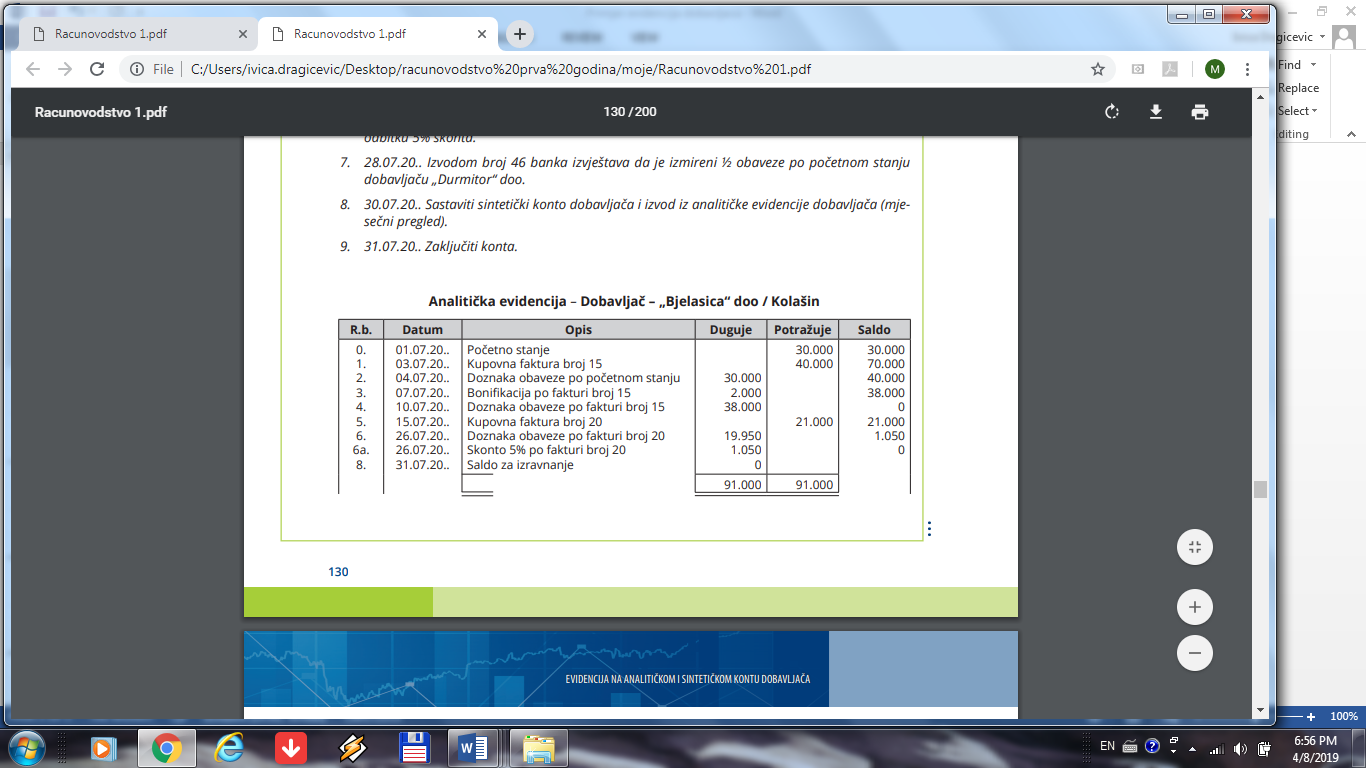 Racunovodstvo 1.pdf
Racunovodstvo 1.pdf
File C:/Users/ivica.dragicevic/Desktop/racunovodstvo%20prva%20godina/moje/Racunovodstvo%201.pdf
M
gicevic
Find
Replace
Select
diting
Racunovodstvo 1.pdf 130 / 200
odbitku 5% skonta.
7. 28.07.20.. Izvodom broj 46 banka izvještava da je izmireni ½ obaveze po početnom stanju
dobavljaču „Durmitor“ doo.
8. 30.07.20.. Sastaviti sintetički konto dobavljača i izvod iz analitičke evidencije dobavljača (mje-
sečni pregled).
9. 31.07.20.. Zaključiti konta.
Analitička evidencija – Dobavljač – „Bjelasica“ doo / Kolašin
R.b. Datum Opis Duguje Potražuje Saldo
0. 01.07.20.. Početno stanje 30.000 30.000
1. 03.07.20.. Kupovna faktura broj 15 40.000 70.000
2. 04.07.20.. Doznaka obaveze po početnom stanju 30.000 40.000
3. 07.07.20.. Bonifikacija po fakturi broj 15 2.000 38.000
4. 10.07.20.. Doznaka obaveze po fakturi broj 15 38.000 0
5. 15.07.20.. Kupovna faktura broj 20 21.000 21.000
6. 26.07.20.. Doznaka obaveze po fakturi broj 20 19.950 1.050
6a. 26.07.20.. Skonto 5% po fakturi broj 20 1.050 0
8. 31.07.20.. Saldo za izravnanje 0
91.000 91.000
130
EVIDENCIJA NA ANALITIČKOM I SINTETIČKOM KONTU DOBAVLJAČA
100%
EN 6:56 PM
4/8/2019